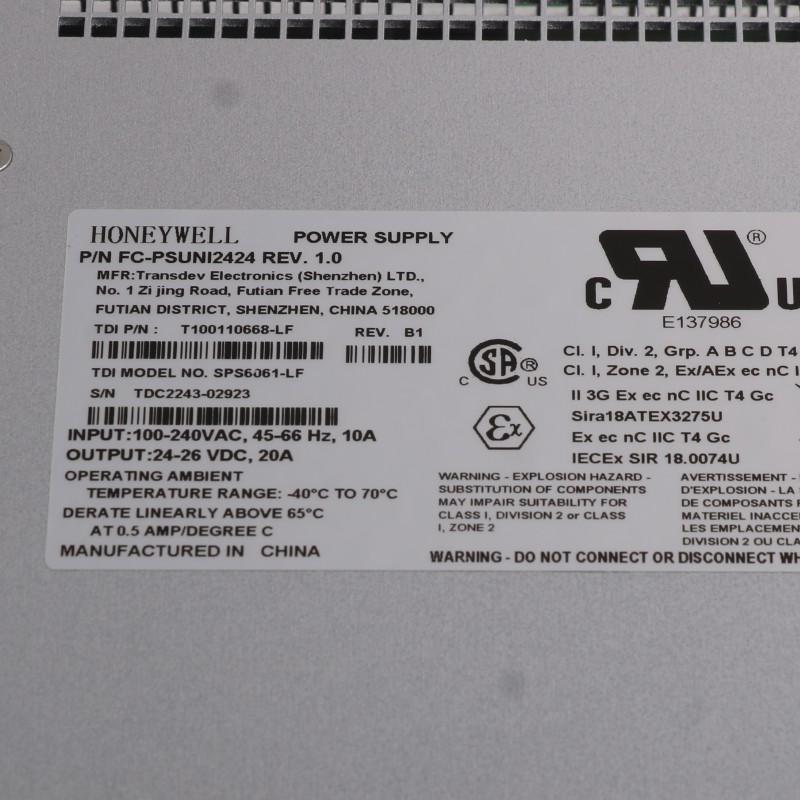 HONEYWELL POWER SUPPLY
P/N FC-PSUNI2424 REV. 1.0
MFR:Transdev Electronics (Shenzhen) LTD.,
No. 1 Zi jing Road, Futian Free Trade Zone,
FUTIAN DISTRICT, SHENZHEN, CHINA 518000
TDI P/N : T100110668-LF REV. B1
TDI MODEL NO. SPS6061-LF
S/N TDC2243-02923
INPUT:100-240VAC, 45-66 Hz, 10A
OUTPUT:24-26 VDC, 20A
OPERATING AMBIENT
TEMPERATURE RANGE: -40°C TO 70°C
DERATE LINEARLY ABOVE 65°C
AT 0.5 AMP/DEGREE C
MANUFACTURED IN CHINA
C RU ® U
E137986
C SA ® US
Ex
Cl. I, Div. 2, Grp. A B C D T4
Cl. I, Zone 2, Ex/AEx ec nC I
II 3G Ex ec nC IIC T4 Gc
Sira18ATEX3275U
Ex ec nC IIC T4 Gc
IECEx SIR 18.0074U
WARNING - EXPLOSION HAZARD -
SUBSTITUTION OF COMPONENTS
MAY IMPAIR SUITABILITY FOR
CLASS I, DIVISION 2 or CLASS
I, ZONE 2
AVERTISSEMENT -
D'EXPLOSION - LA
DE COMPOSANTS
MATERIEL INACCE
LES EMPLACEMEN
DIVISION 2 OU CLA
WARNING - DO NOT CONNECT OR DISCONNECT WH